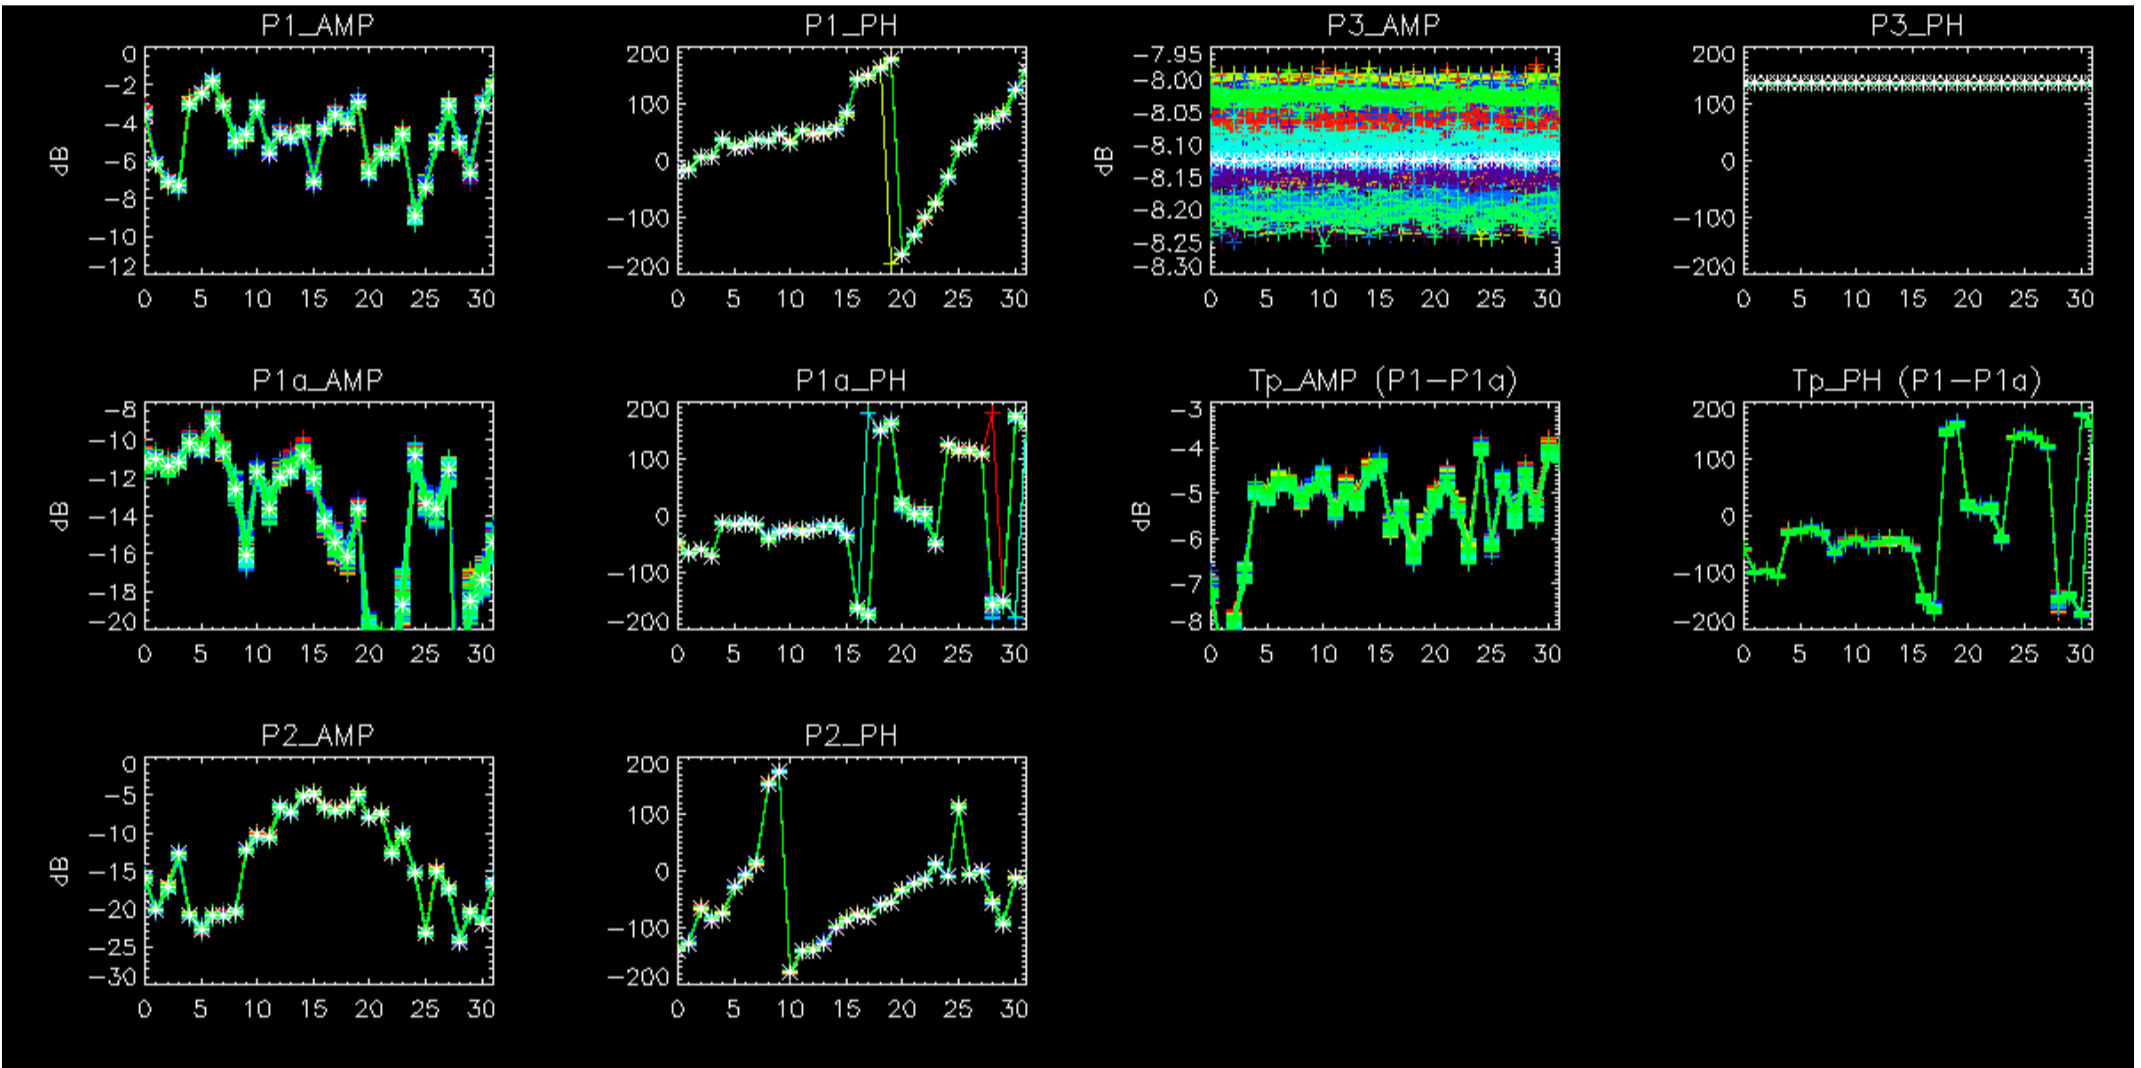 P1_AMP
0
−2
−4
−6
−8
−10
−12
dB
0 5 10 15 20 25 30
P1_PH
200
100
0
−100
−200
0 5 10 15 20 25 30
P3_AMP
−7.95
−8.00
−8.05
−8.10
−8.15
−8.20
−8.25
−8.30
dB
0 5 10 15 20 25 30
P3_PH
200
100
0
−100
−200
0 5 10 15 20 25 30
P1a_AMP
−8
−10
−12
−14
−16
−18
−20
dB
0 5 10 15 20 25 30
P1a_PH
200
100
0
−100
−200
0 5 10 15 20 25 30
Tp_AMP (P1−P1a)
−3
−4
−5
−6
−7
−8
dB
0 5 10 15 20 25 30
Tp_PH (P1−P1a)
200
100
0
−100
−200
0 5 10 15 20 25 30
P2_AMP
0
−5
−10
−15
−20
−25
−30
dB
0 5 10 15 20 25 30
P2_PH
200
100
0
−100
−200
0 5 10 15 20 25 30